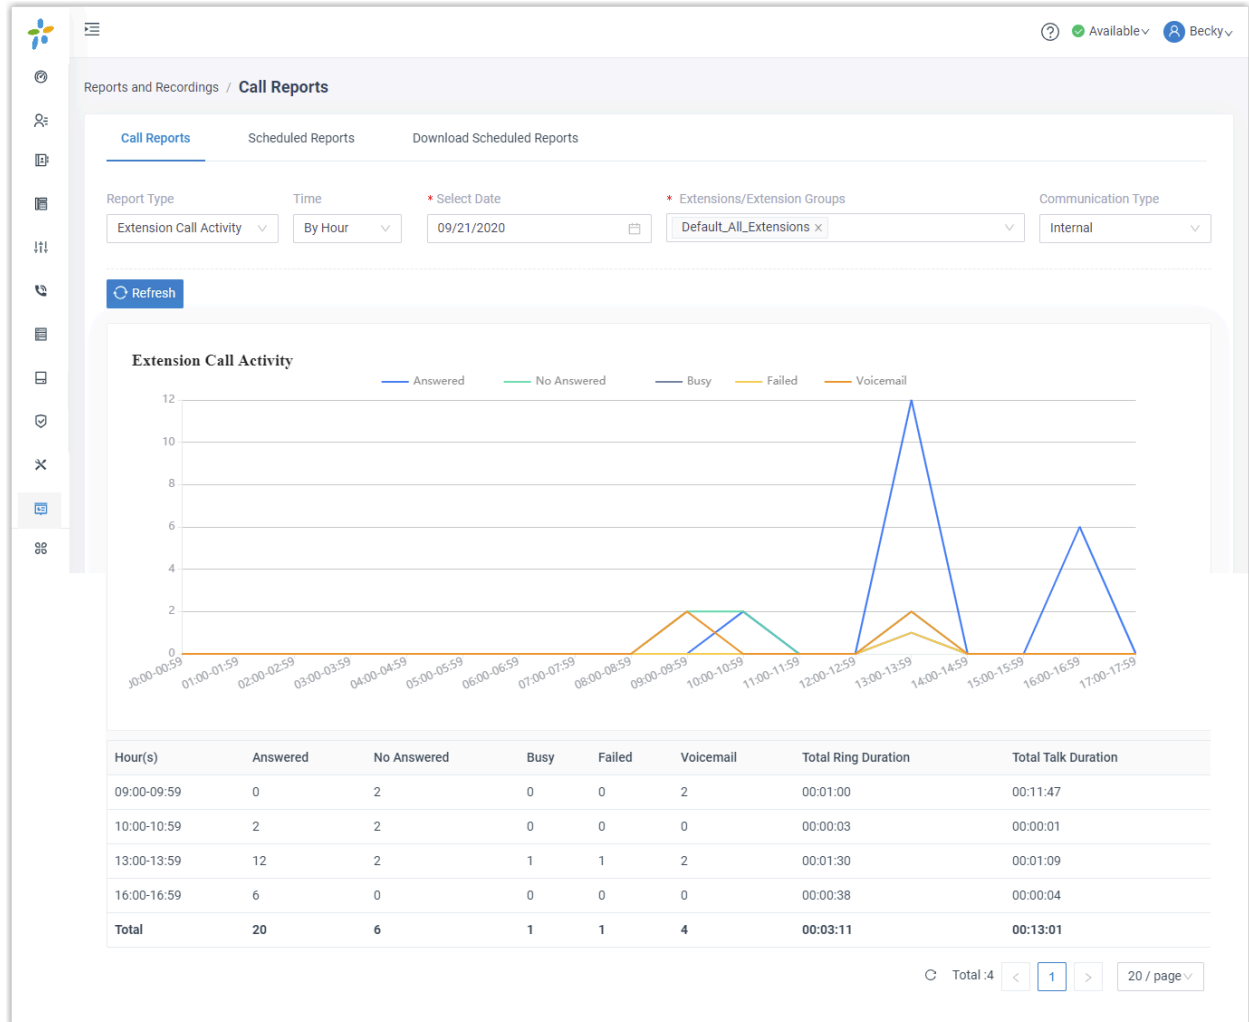 Available
Becky
Reports and Recordings / Call Reports
Call Reports Scheduled Reports Download Scheduled Reports
Report Type Time * Select Date * Extensions/Extension Groups Communication Type
Extension Call Activity By Hour 09/21/2020 Default_All_Extensions × Internal
Refresh
Extension Call Activity
Answered No Answered Busy Failed Voicemail
12
10
8
6
4
2
0
00:00-00:59 01:00-01:59 02:00-02:59 03:00-03:59 04:00-04:59 05:00-05:59 06:00-06:59 07:00-07:59 08:00-08:59 09:00-09:59 10:00-10:59 11:00-11:59 12:00-12:59 13:00-13:59 14:00-14:59 15:00-15:59 16:00-16:59 17:00-17:59
Hour(s) Answered No Answered Busy Failed Voicemail Total Ring Duration Total Talk Duration
09:00-09:59 0 2 0 0 2 00:01:00 00:11:47
10:00-10:59 2 2 0 0 0 00:00:03 00:00:01
13:00-13:59 12 2 1 1 2 00:01:30 00:01:09
16:00-16:59 6 0 0 0 0 00:00:38 00:00:04
Total 20 6 1 1 4 00:03:11 00:13:01
Total :4 < 1 > 20 / page